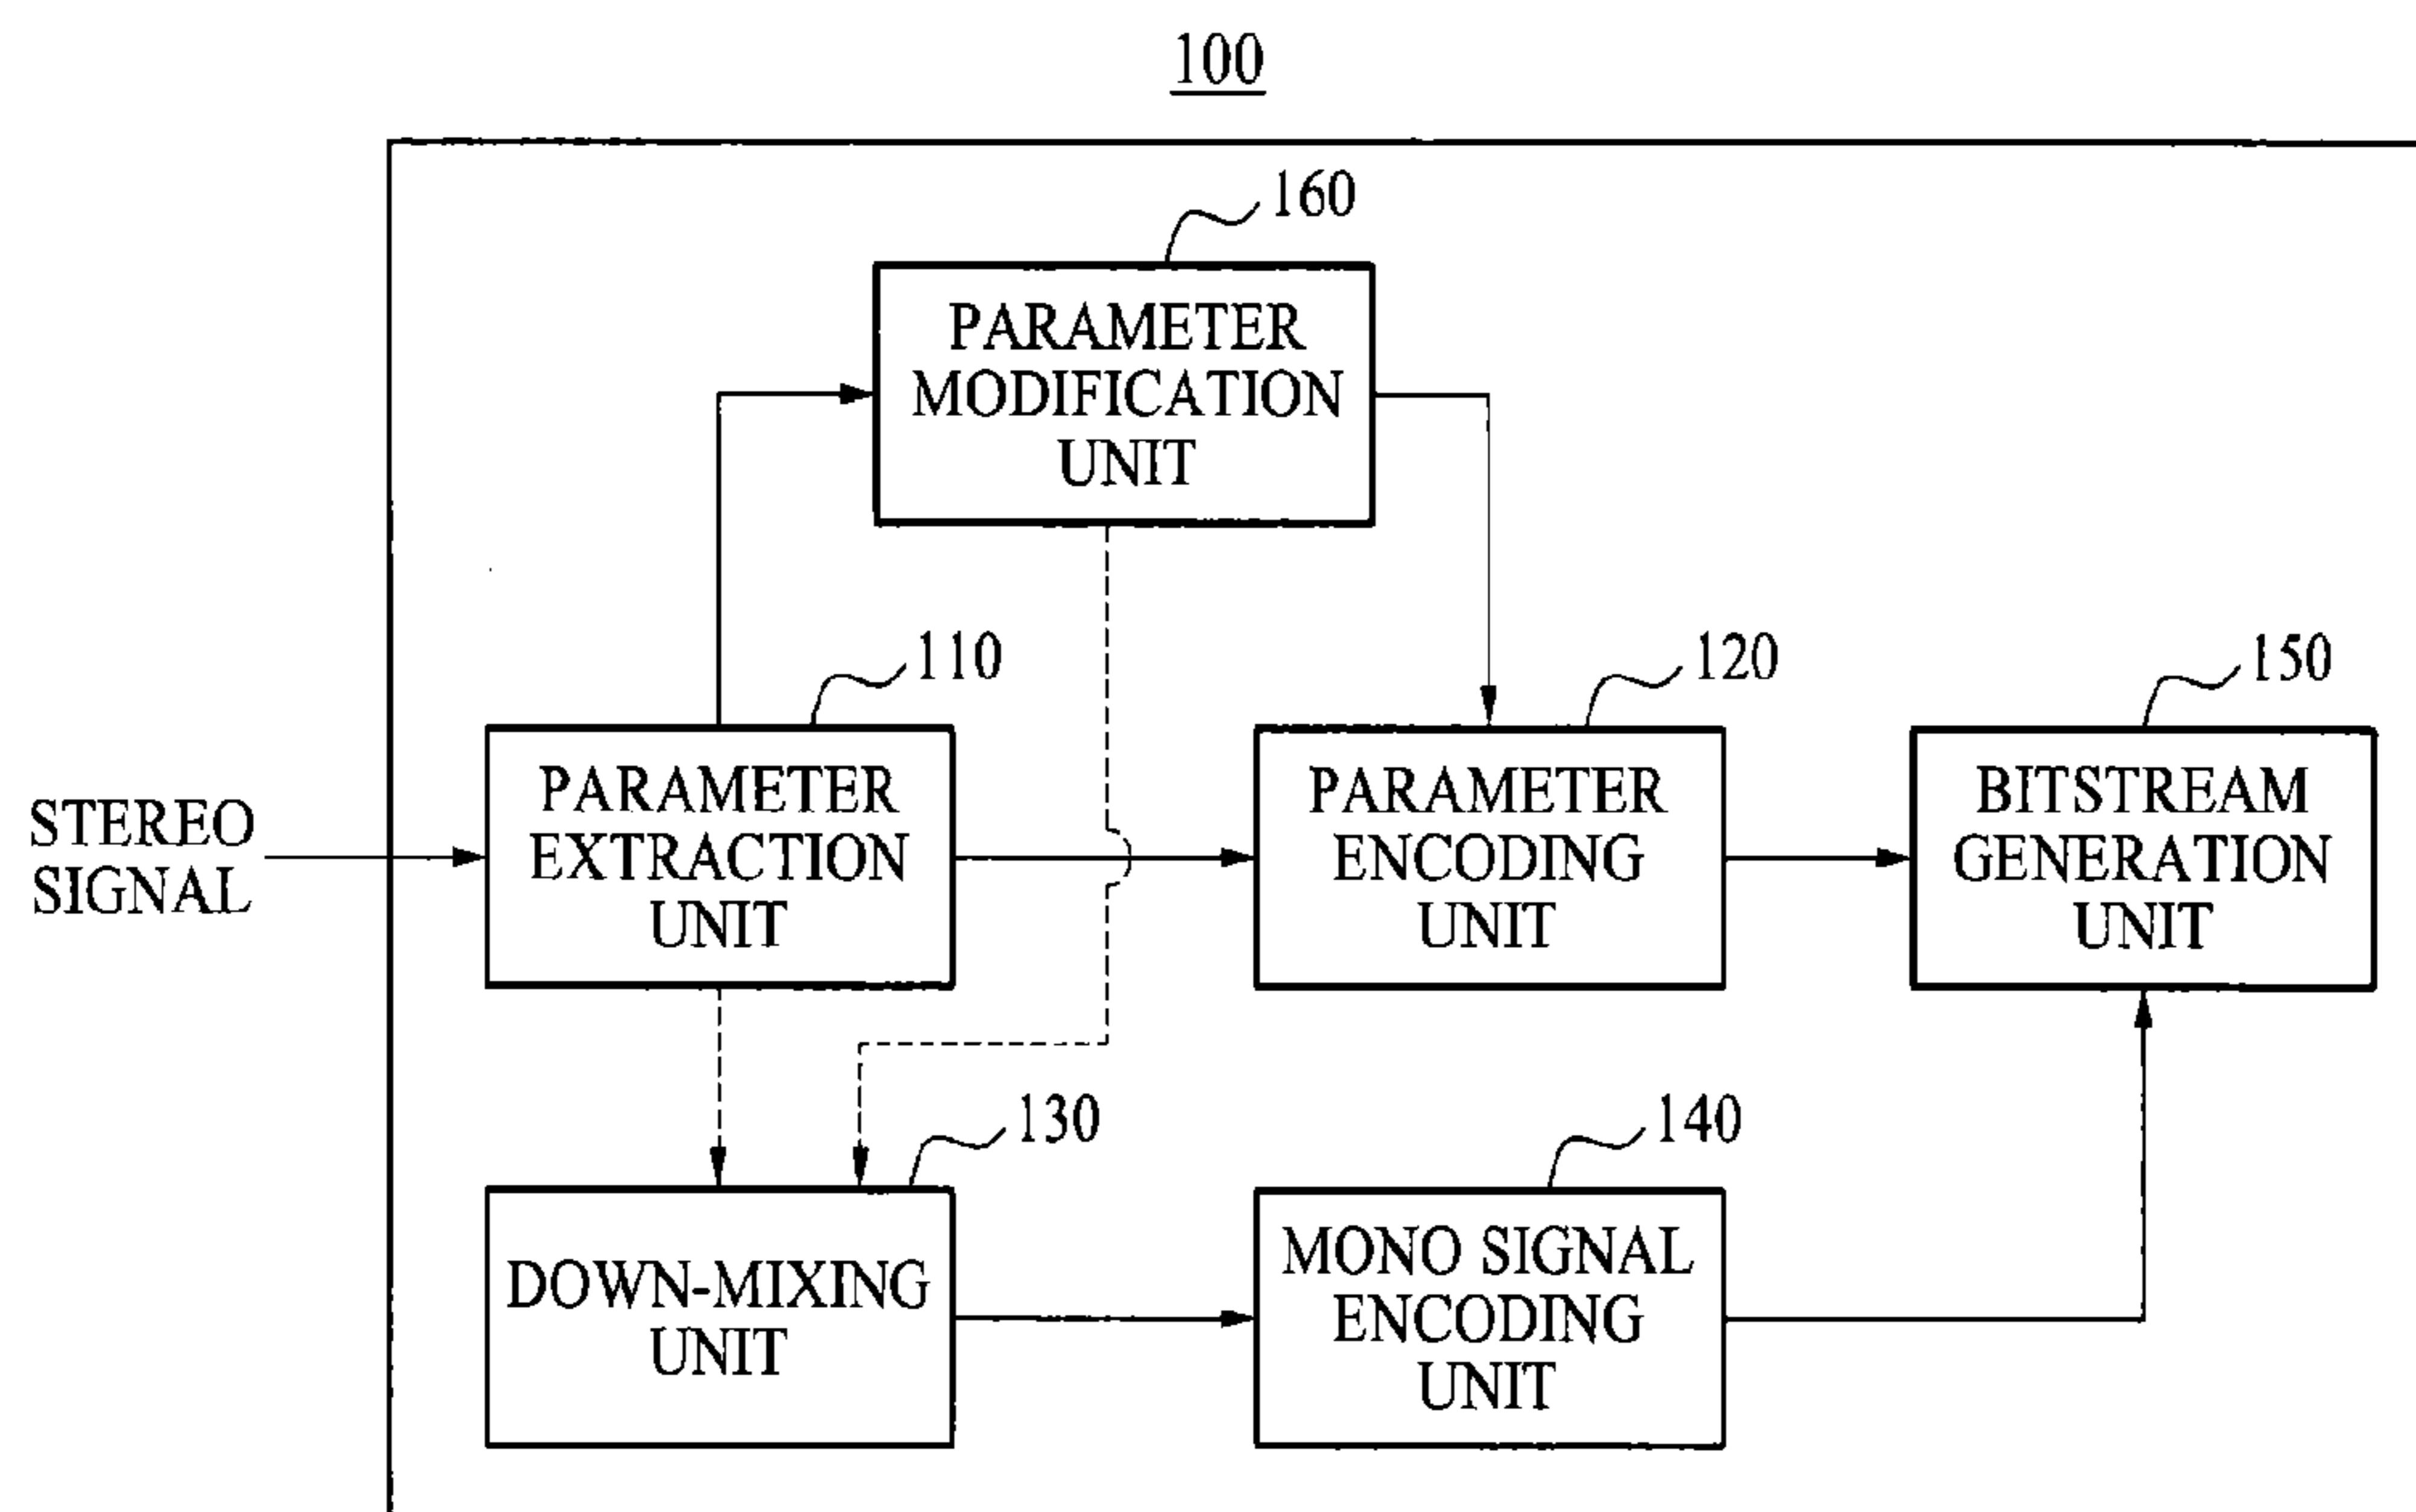 100
160
PARAMETER
MODIFICATION
UNIT
110
120
150
STEREO
SIGNAL
PARAMETER
EXTRACTION
UNIT
PARAMETER
ENCODING
UNIT
BITSTREAM
GENERATION
UNIT
130
140
DOWN-MIXING
UNIT
MONO SIGNAL
ENCODING
UNIT